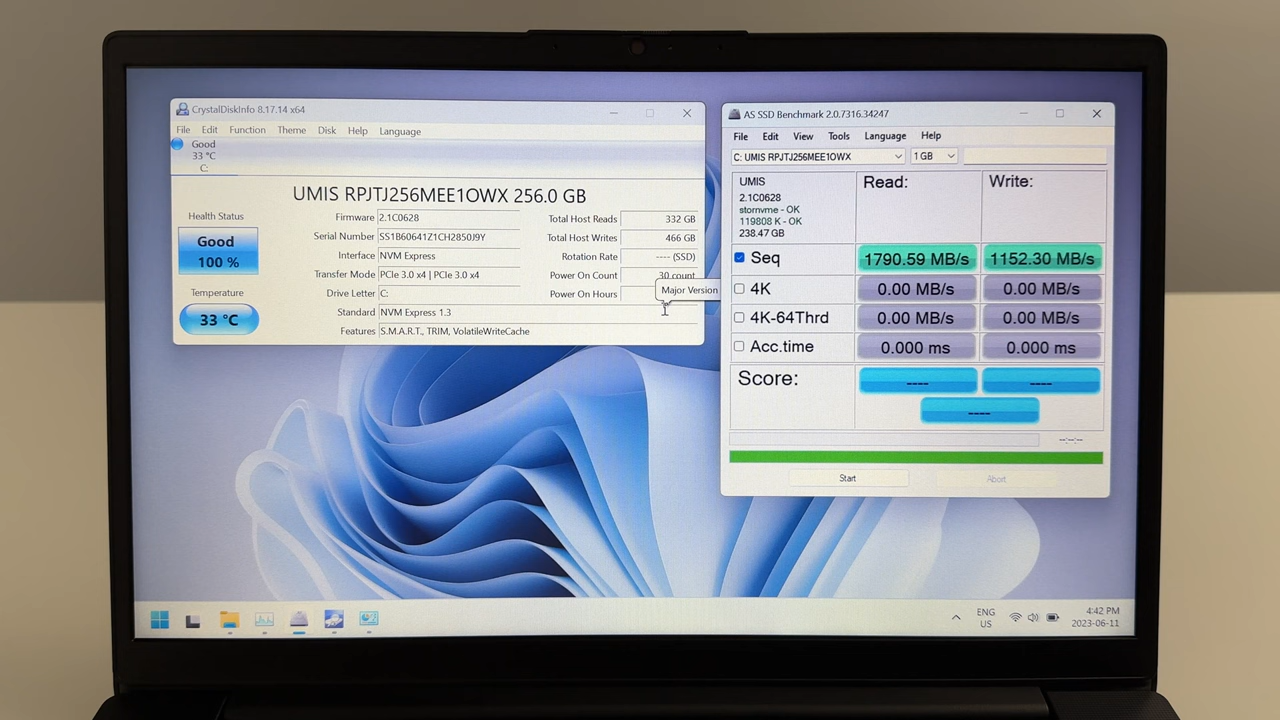 CrystalDiskInfo 8.17.14 x64
File Edit Function Theme Disk Help Language
Good
33 °C
C:
UMIS RPJTJ256MEE1OWX 256.0 GB
Health Status
Good
100 %
Temperature
33 °C
Firmware 2.1C0628
Serial Number SS1B60641Z1CH2850J9Y
Interface NVM Express
Transfer Mode PCIe 3.0 x4 | PCIe 3.0 x4
Drive Letter C:
Standard NVM Express 1.3
Features S.M.A.R.T., TRIM, VolatileWriteCache
Total Host Reads 332 GB
Total Host Writes 466 GB
Rotation Rate ---- (SSD)
Power On Count 30 count
Power On Hours
Major Version
AS SSD Benchmark 2.0.7316.34247
File Edit View Tools Language Help
C: UMIS RPJTJ256MEE1OWX 1 GB
UMIS
2.1C0628
stornvme - OK
119808 K - OK
238.47 GB
Read: Write:
Seq 1790.59 MB/s 1152.30 MB/s
4K 0.00 MB/s 0.00 MB/s
4K-64Thrd 0.00 MB/s 0.00 MB/s
Acc.time 0.000 ms 0.000 ms
Score: ---- ----
----
--:--:--
Start Abort
ENG
US
4:42 PM
2023-06-11